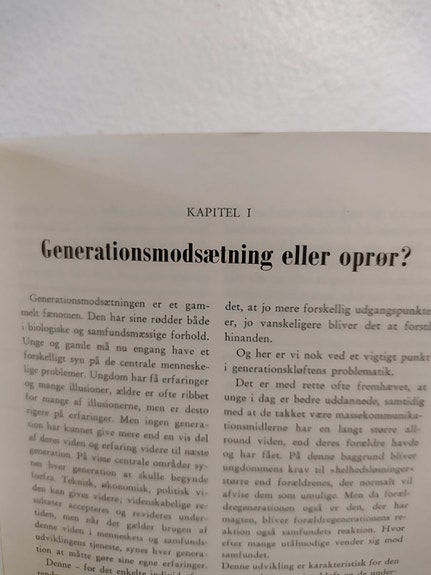 KAPITEL I
Generationsmodsætning eller oprør?
Generationsmodsætningen er et gam-
melt fænomen. Den har sine rødder både
i biologiske og samfundsmæssige forhold.
Unge og gamle må nu engang have et
forskelligt syn på de centrale menneske-
lige problemer. Ungdom har få erfaringer
og mange illusioner, ældre er ofte ribbet
for mange af illusionerne, men er desto
rigere på erfaringer. Men ingen genera-
tion har kunnet give mere end en vis del
af deres viden og erfaring videre til næste
generation. På visse centrale områder sy-
nes hver generation at skulle begynde
forfra. Teknisk, økonomisk, politisk vi-
den kan gives videre, videnskabelige re-
sultater accepteres og revideres under-
tiden, men når det gælder brugen af
denne viden i menneskets og samfunds-
udviklingens tjeneste, synes hver genera-
tion at måtte gøre sine egne erfaringer.
Denne – for det enkelte
det, at jo mere forskellig udgangspunkte
er, jo vanskeligere bliver det at forst
hinanden.
Og her er vi nok ved et vigtigt punkt
i generationskløftens problematik.
Det er med rette ofte fremhævet, at
unge i dag er bedre uddannede, samtidig
med at de takket være massekommunika-
tionsmidlerne har en langt større all-
round viden, end deres forældre havde
og har fået. På denne baggrund bliver
ungdommens krav til »helhedsløsninger«
større end forældrenes, der normalt vil
afvise dem som umulige. Men da foræl-
dregenerationen også er den, der har
magten, bliver forældregenerationens re-
aktion også samfundets reaktion. Hvor
efter mange utålmodige vender sig mod
samfundet.
Denne udvikling er karakteristisk for den